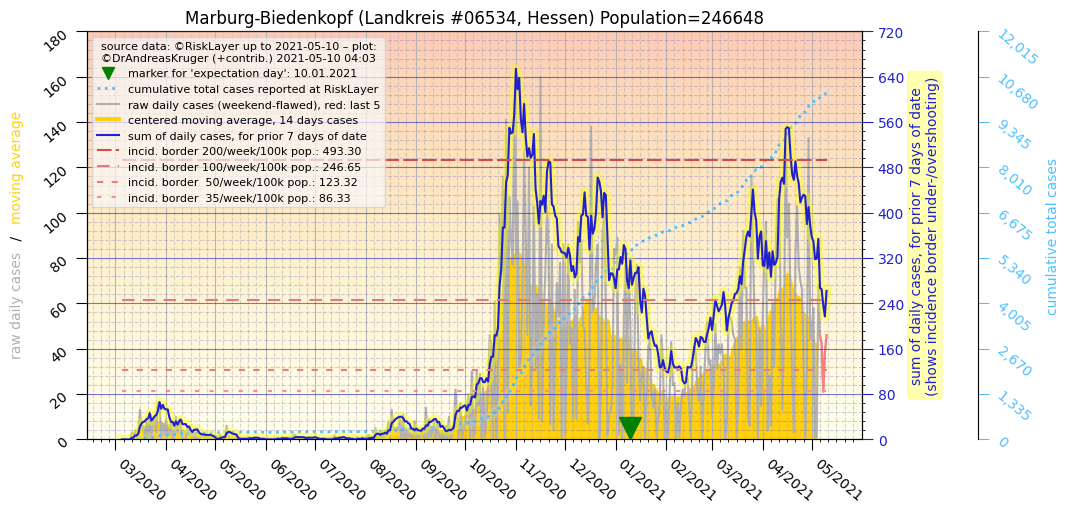 Marburg-Biedenkopf (Landkreis #06534, Hessen) Population=246648
source data: ©RiskLayer up to 2021-05-10 – plot:
©DrAndreasKruger (+contrib.) 2021-05-10 04:03
marker for 'expectation day': 10.01.2021
cumulative total cases reported at RiskLayer
raw daily cases (weekend-flawed), red: last 5
centered moving average, 14 days cases
sum of daily cases, for prior 7 days of date
incid. border 200/week/100k pop.: 493.30
incid. border 100/week/100k pop.: 246.65
incid. border  50/week/100k pop.: 123.32
incid. border  35/week/100k pop.: 86.33
raw daily cases  /  moving average
180
160
140
120
100
80
60
40
20
0
03/2020
04/2020
05/2020
06/2020
07/2020
08/2020
09/2020
10/2020
11/2020
12/2020
01/2021
02/2021
03/2021
04/2021
05/2021
720
640
560
480
400
320
240
160
80
0
sum of daily cases, for prior 7 days of date
(shows incidence border under-/overshooting)
12,015
10,680
9,345
8,010
6,675
5,340
4,005
2,670
1,335
0
cumulative total cases